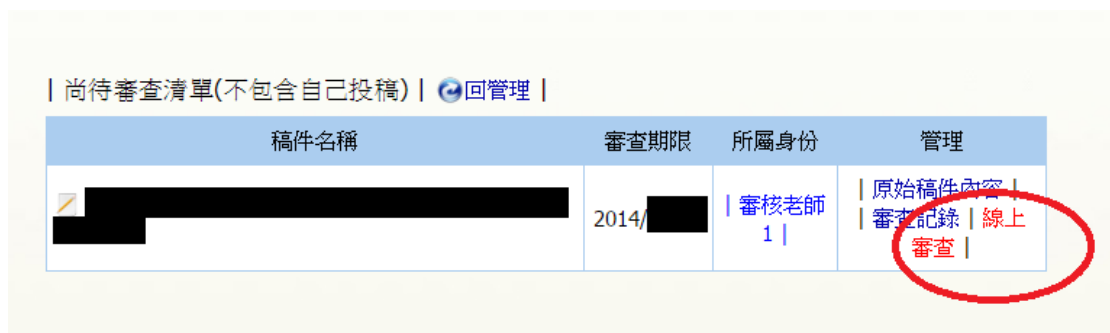 | 尚待審查清單(不包含自己投稿) | 回管理 |
稿件名稱 審查期限 所屬身份 管理
| 原始稿件內容 |
2014/ | 審核老師 | 審查記錄 | 線上
1 | 審查 |